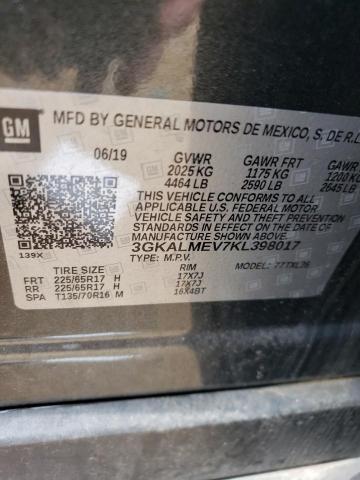 GM MFD BY GENERAL MOTORS DE MEXICO, S. DE R.L
06/19 GVWR GAWR FRT GAWR
2025 KG 1175 KG 1200 KG
4464 LB 2590 LB 2645 LB
THIS VEHICLE CONFORMS TO ALL
APPLICABLE U.S. FEDERAL MOTOR
VEHICLE SAFETY AND THEFT PREVENTION
STANDARDS IN EFFECT ON THE DATE OF
MANUFACTURE SHOWN ABOVE.
3GKALMEV7KL398017
139X TYPE: M.P.V. MODEL: 77TXL26
TIRE SIZE RIM
FRT 225/65R17 H 17X7J
RR 225/65R17 H 17X7J
SPA T135/70R16 M 16X4BT